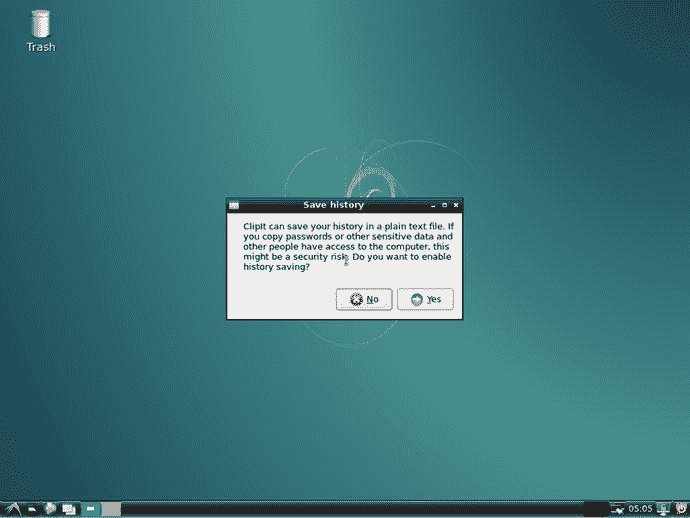 Trash
Save history
ClipIt can save your history in a plain text file. If
you copy passwords or other sensitive data and
other people have access to the computer, this
might be a security risk. Do you want to enable
history saving?
No
Yes
05:05